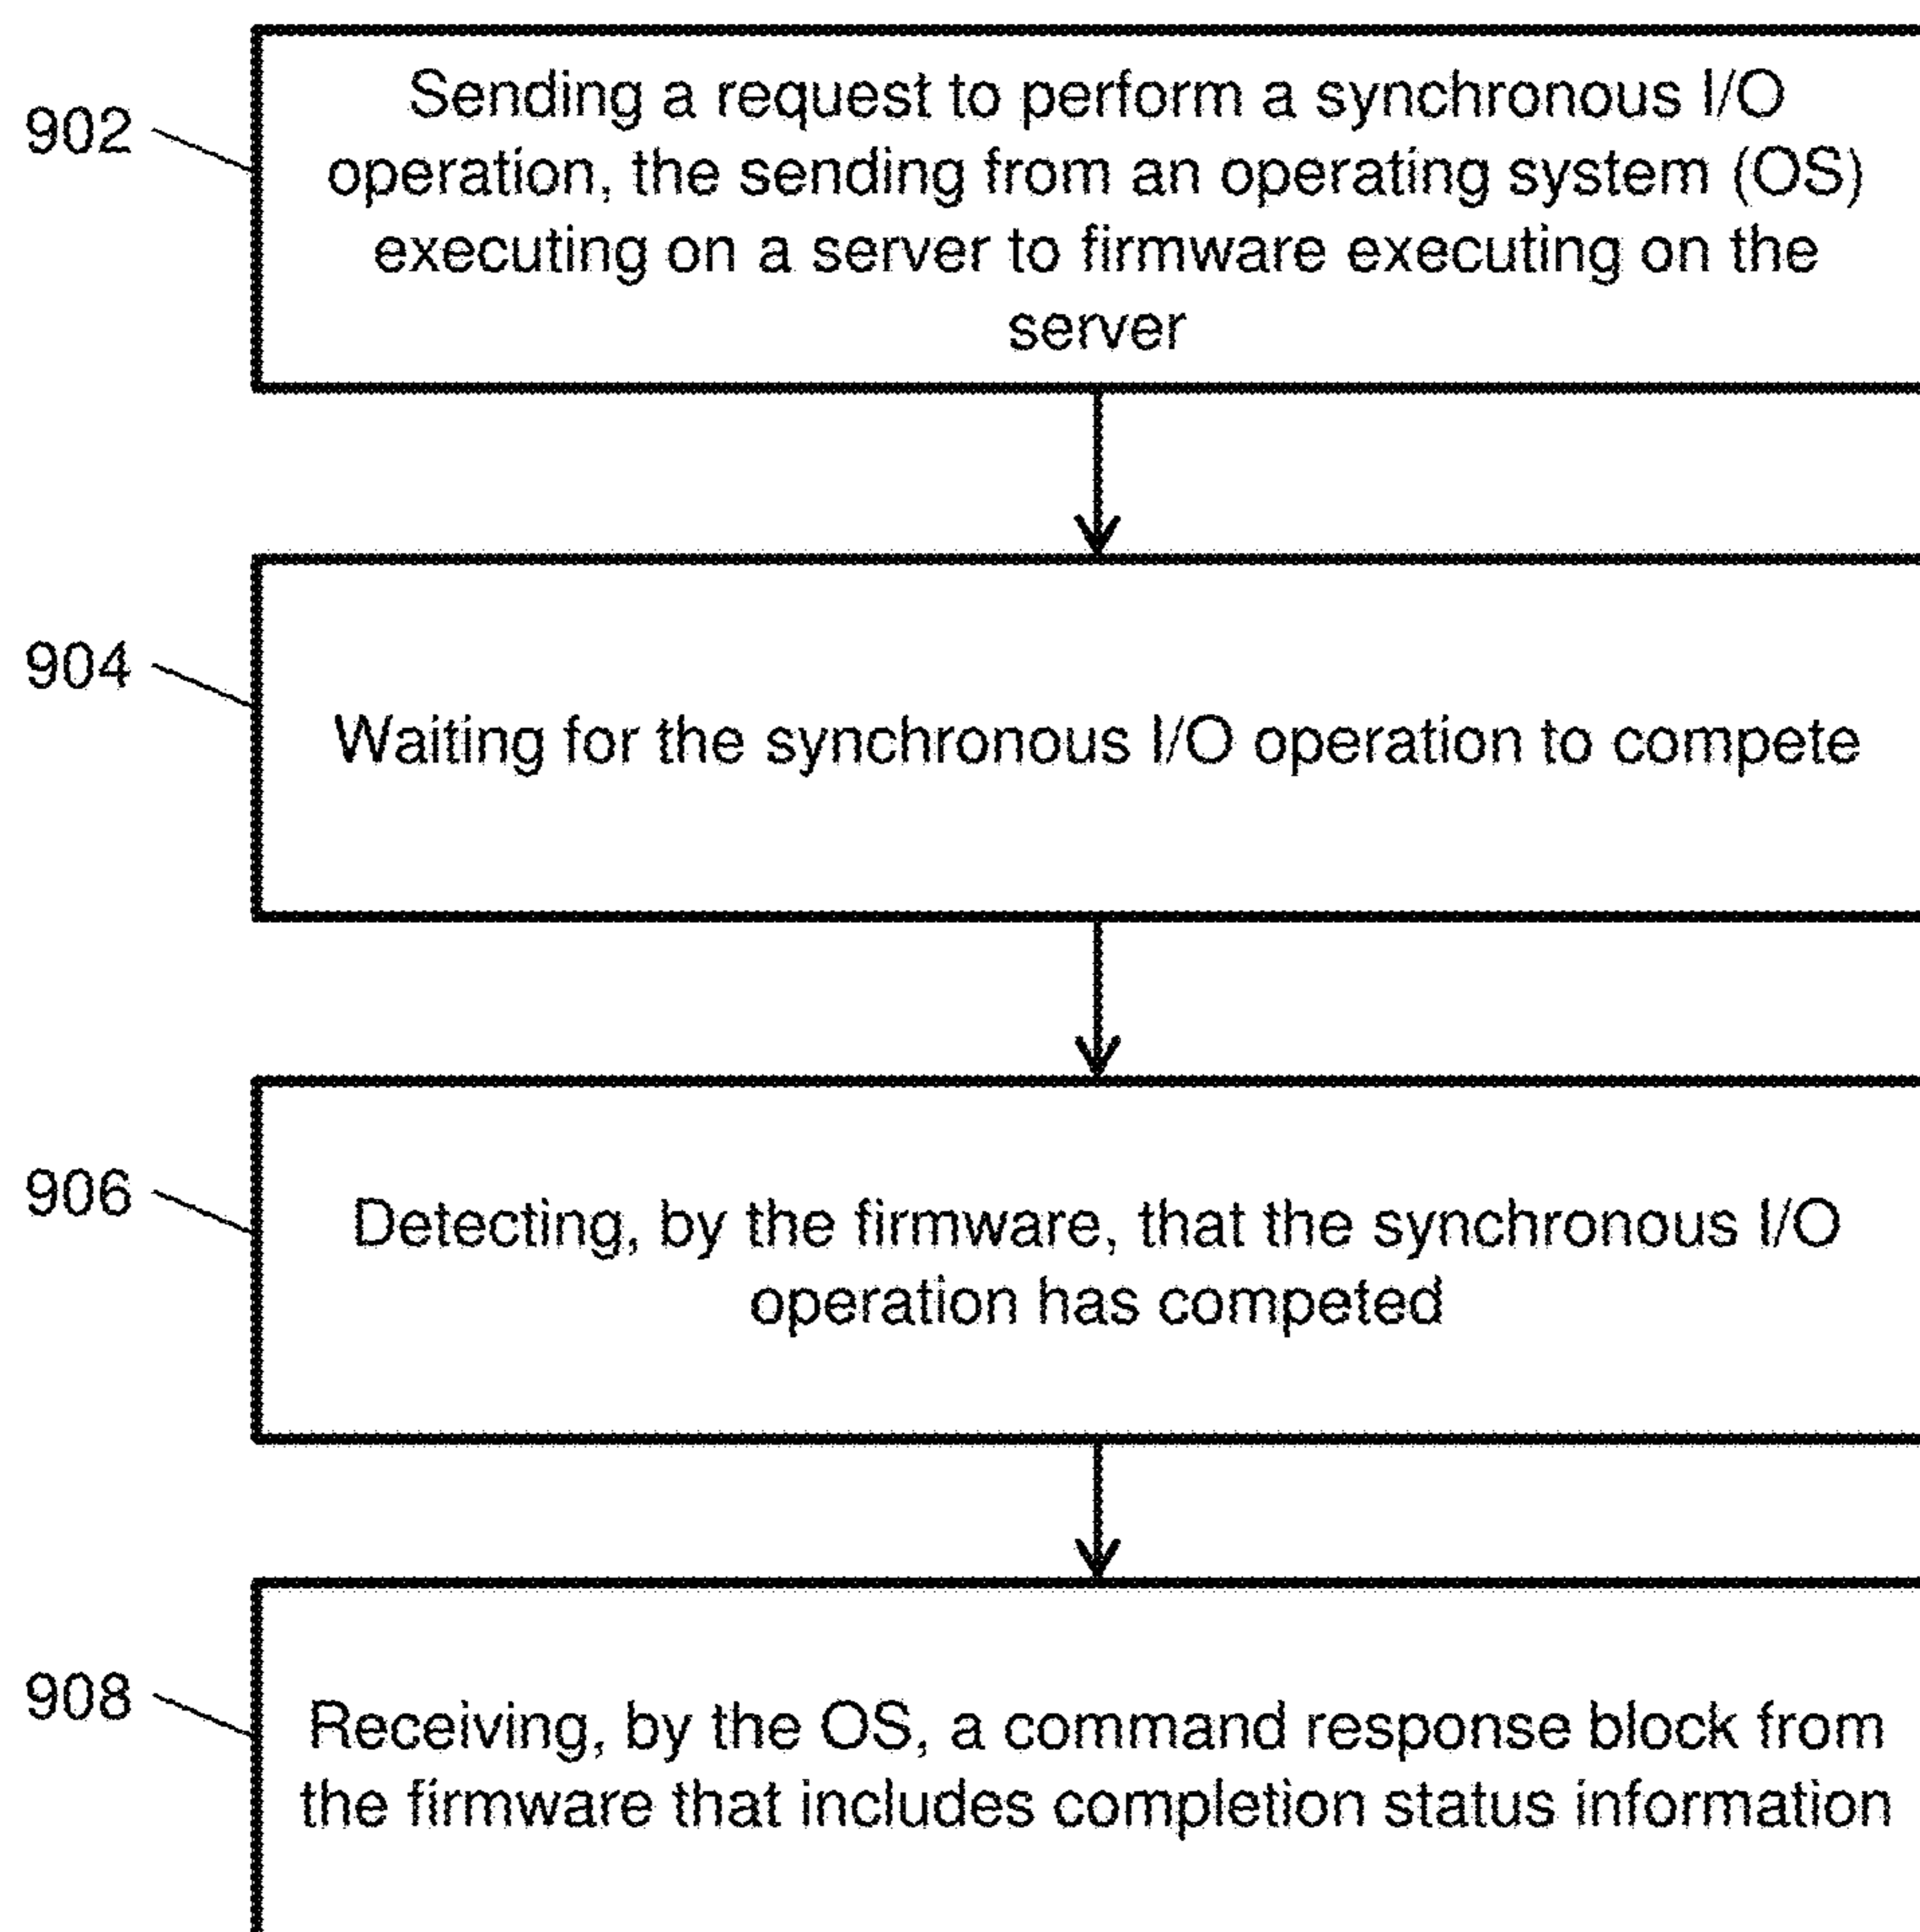 902
Sending a request to perform a synchronous I/O
operation, the sending from an operating system (OS)
executing on a server to firmware executing on the
server
904
Waiting for the synchronous I/O operation to compete
906
Detecting, by the firmware, that the synchronous I/O
operation has competed
908
Receiving, by the OS, a command response block from
the firmware that includes completion status information